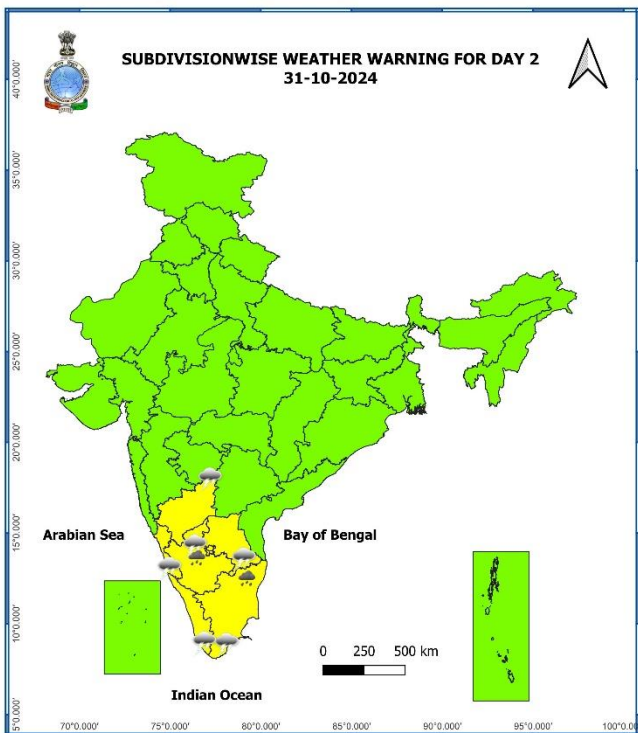 SUBDIVISIONWISE WEATHER WARNING FOR DAY 2
31-10-2024
40°0.000'
35°0.000'
30°0.000'
25°0.000'
20°0.000'
15°0.000'
10°0.000'
5°0.000'
Arabian Sea
Bay of Bengal
0 250 500 km
Indian Ocean
70°0.000' 75°0.000' 80°0.000' 85°0.000' 90°0.000' 95°0.000' 100°0.000'